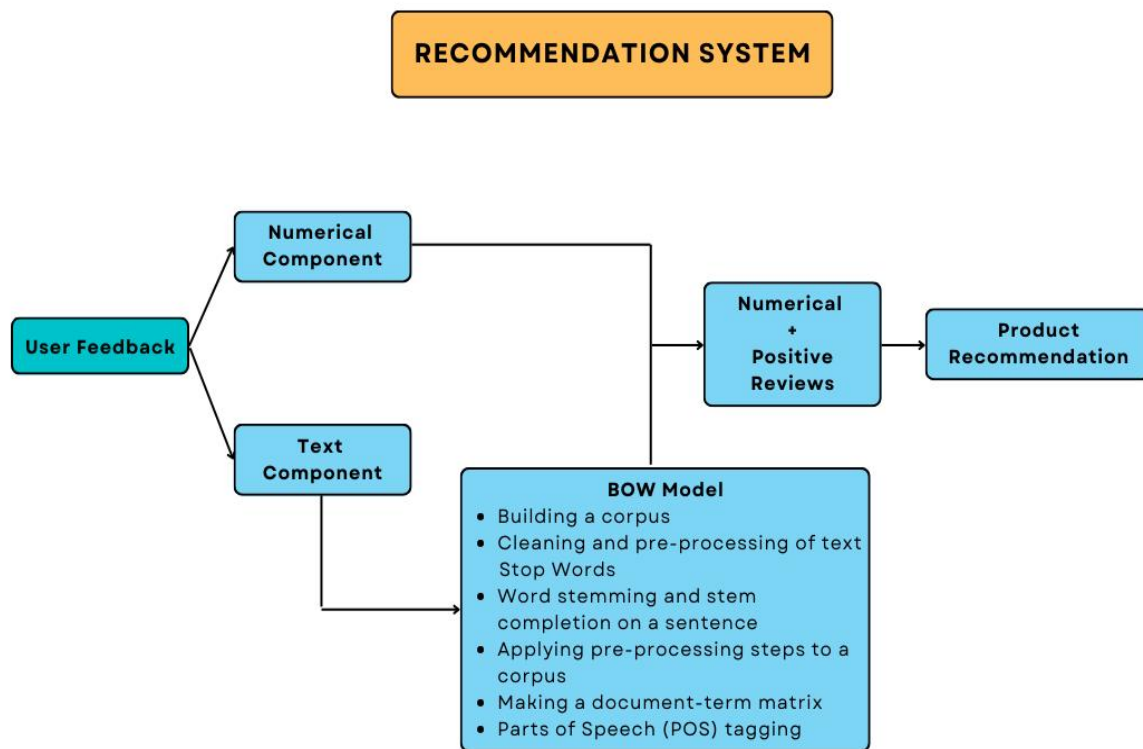 RECOMMENDATION SYSTEM
Numerical
Component
User Feedback
Text
Component
BOW Model
• Building a corpus
• Cleaning and pre-processing of text
Stop Words
• Word stemming and stem
completion on a sentence
• Applying pre-processing steps to a
corpus
• Making a document-term matrix
• Parts of Speech (POS) tagging
Numerical
+
Positive
Reviews
Product
Recommendation